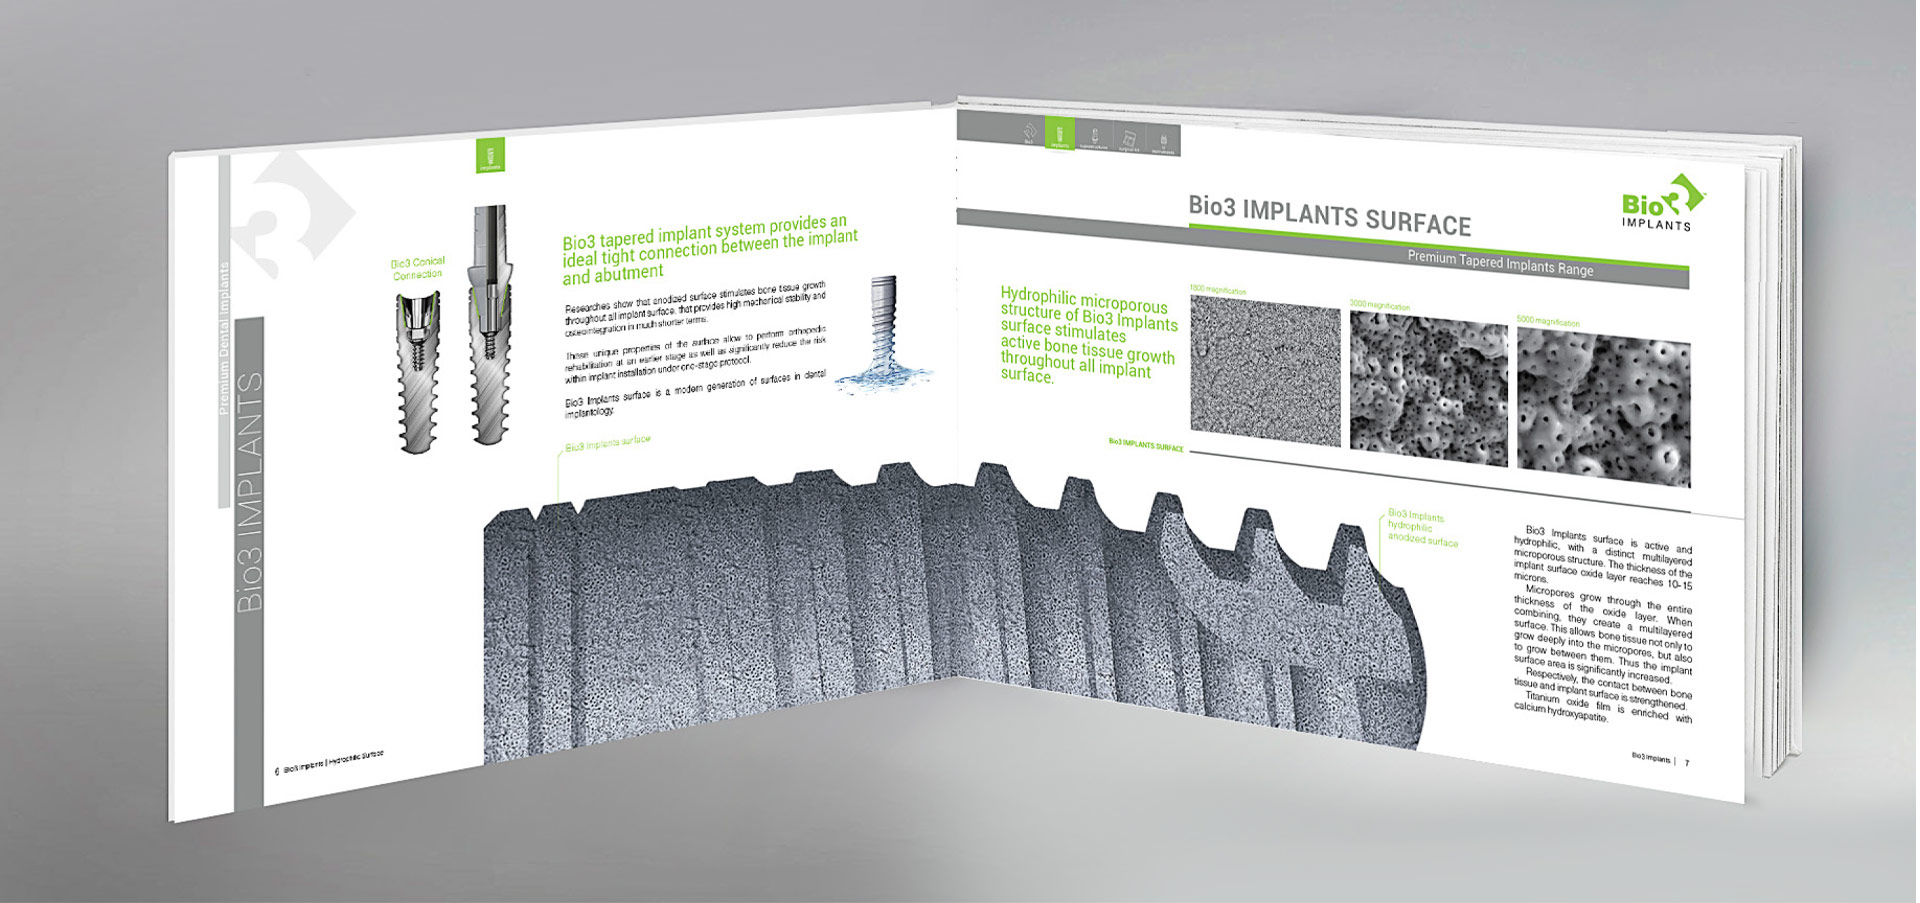 implants
Premium Dental Implants
Bio3 IMPLANTS
Bio3 Conical
Connection
Bio3 tapered implant system provides an
ideal tight connection between the implant
and abutment
Researches show that anodized surface stimulates bone tissue growth
throughout all implant surface, that provides high mechanical stability and
osteointegration in much shorter terms.
These unique properties of the surface allow to perform orthopedic
rehabilitation at an earlier stage as well as significantly reduce the risk
within implant installation under one-stage protocol.
Bio3 Implants surface is a modern generation of surfaces in dental
implantology.
Bio3 Implants surface
6 Bio3 Implants | Hydrophilic Surface
Bio3
implants
surgical kit
Bio3 IMPLANTS SURFACE
Premium Tapered Implants Range
Bio3
IMPLANTS
Hydrophilic microporous
structure of Bio3 Implants
surface stimulates
active bone tissue growth
throughout all implant
surface.
1800 magnification
3000 magnification
5000 magnification
Bio3 IMPLANTS SURFACE
Bio3 Implants
hydrophilic
anodized surface
Bio3 Implants surface is active and
hydrophilic, with a distinct multilayered
microporous structure. The thickness of the
implant surface oxide layer reaches 10-15
microns.
Micropores grow through the entire
thickness of the oxide layer. When
combining, they create a multilayered
surface. This allows bone tissue not only to
grow deeply into the micropores, but also
to grow between them. Thus the implant
surface area is significantly increased.
Respectively, the contact between bone
tissue and implant surface is strengthened.
Titanium oxide film is enriched with
calcium hydroxyapatite.
Bio3 Implants | 7